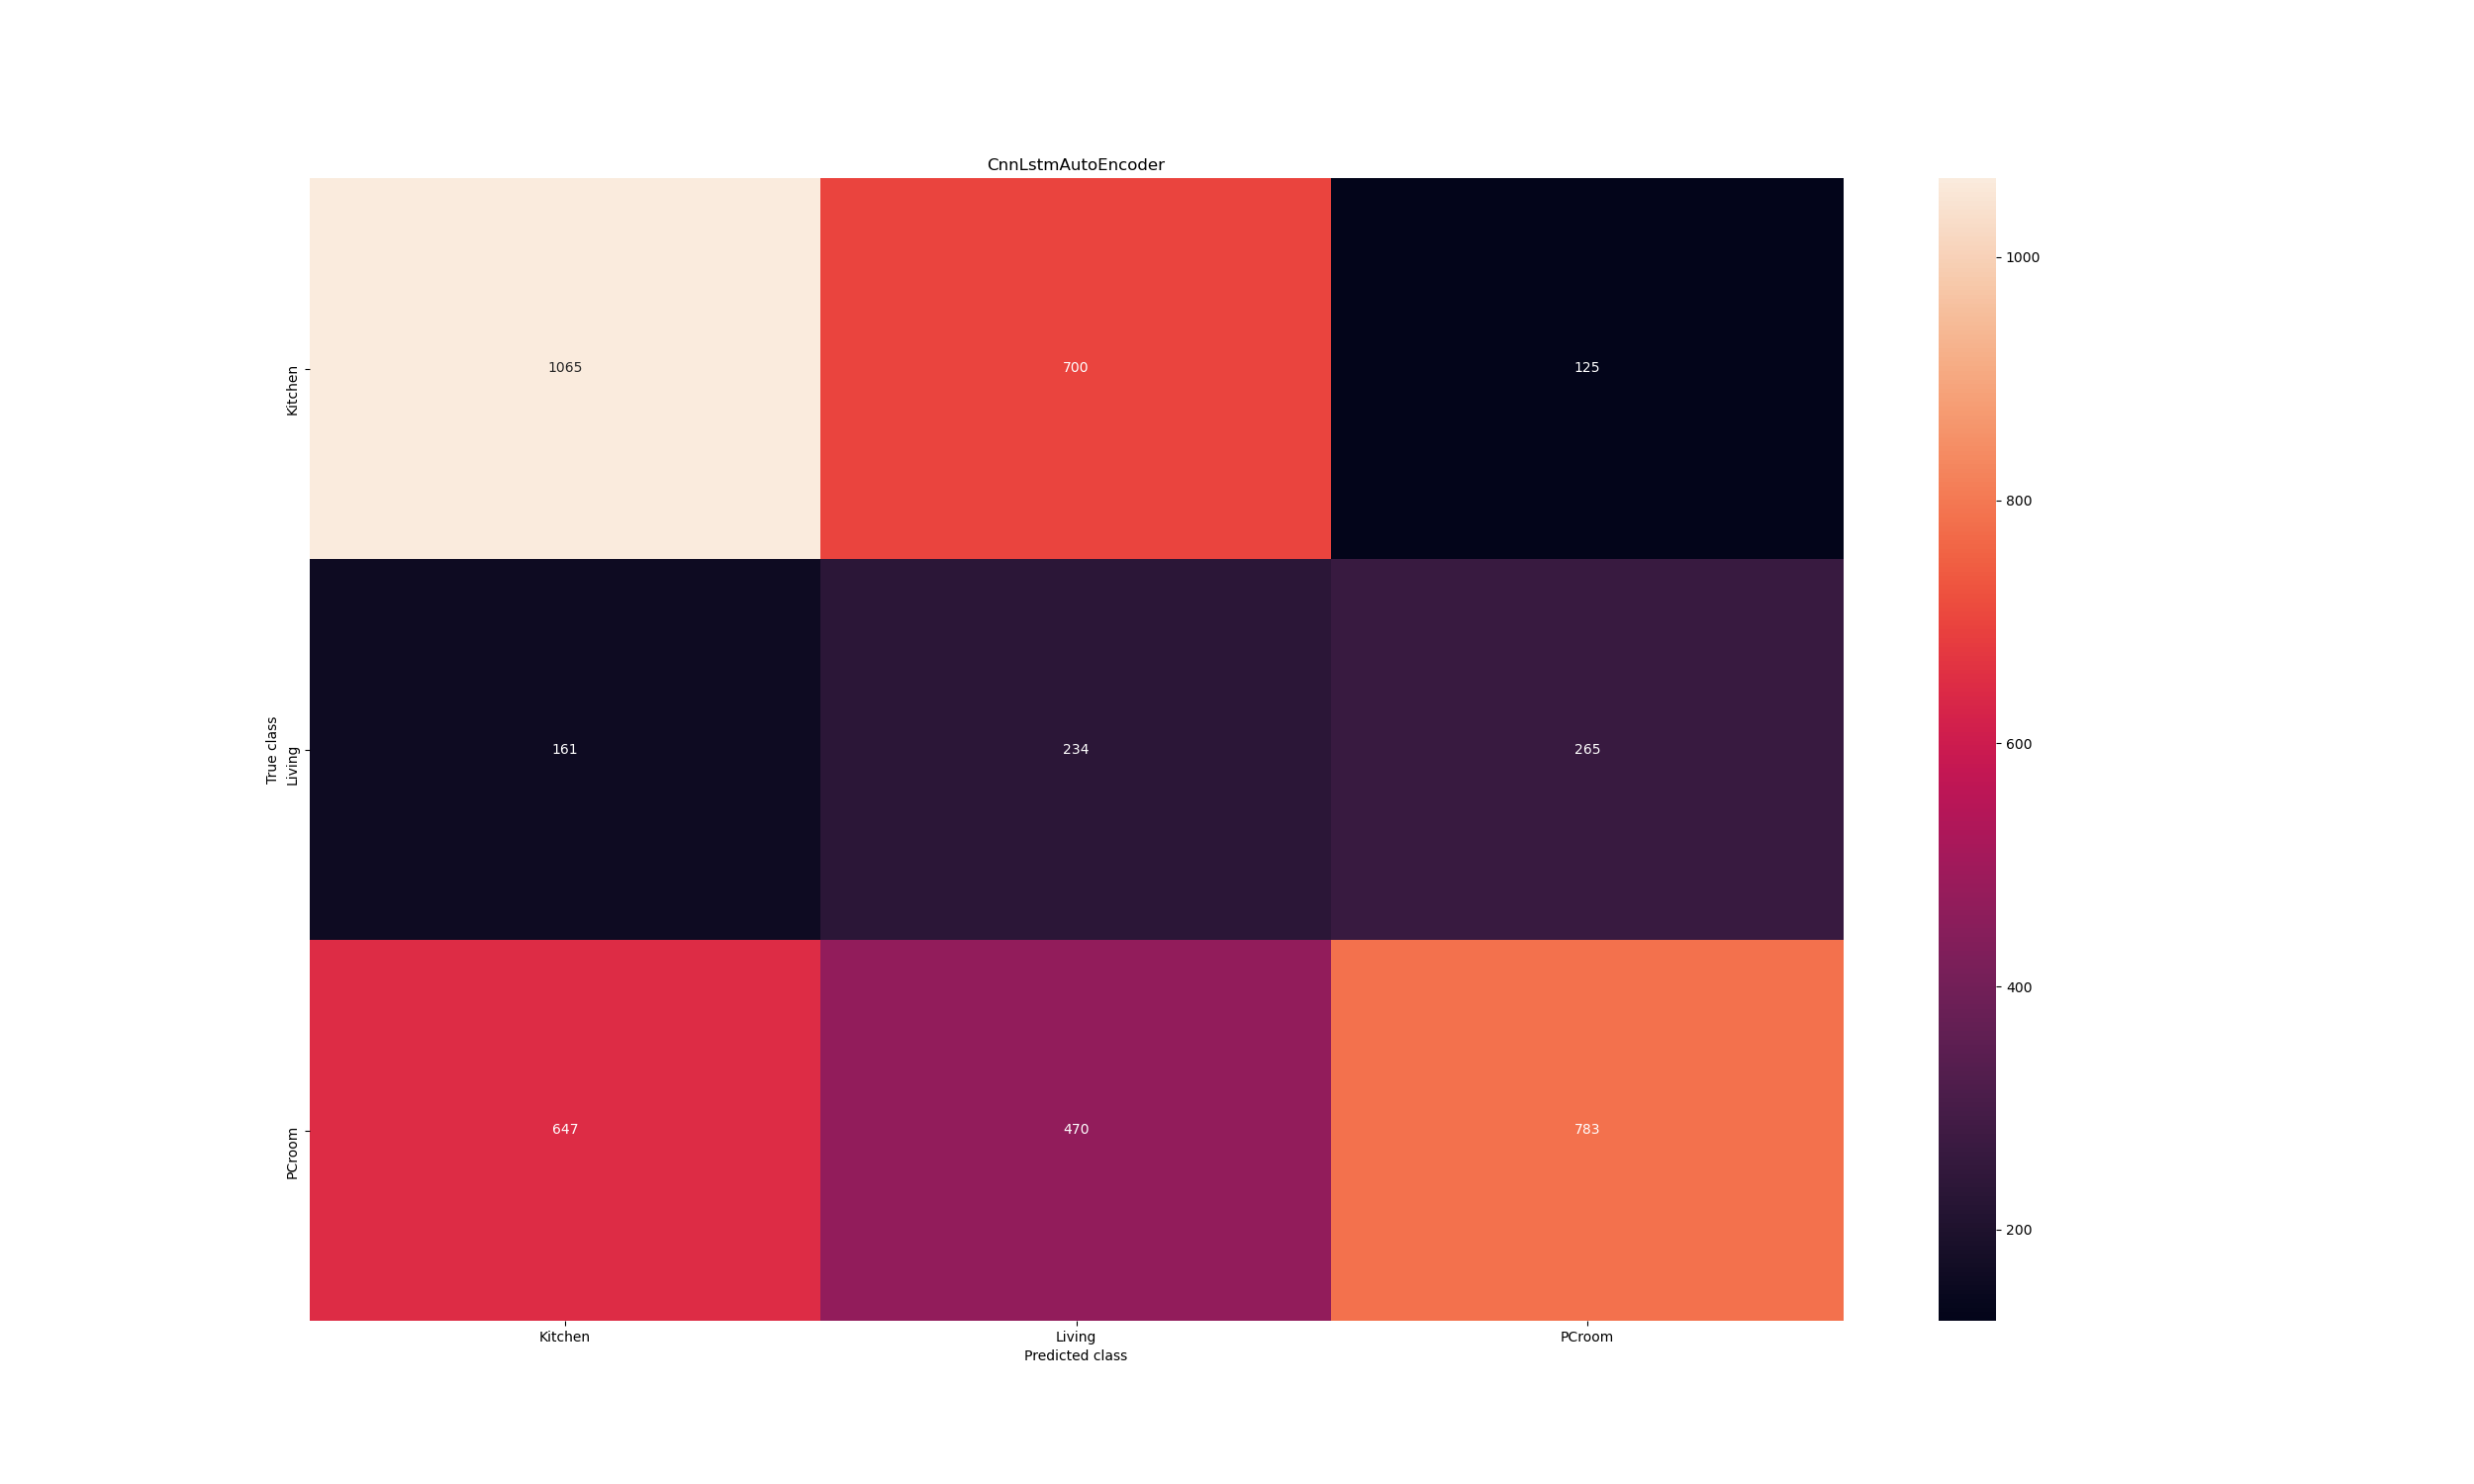 CnnLstmAutoEncoder
1065 700 125 1000
Kitchen
800
True class
Living
161 234 265 600
400
PCroom
647 470 783
200
Kitchen Living PCroom
Predicted class